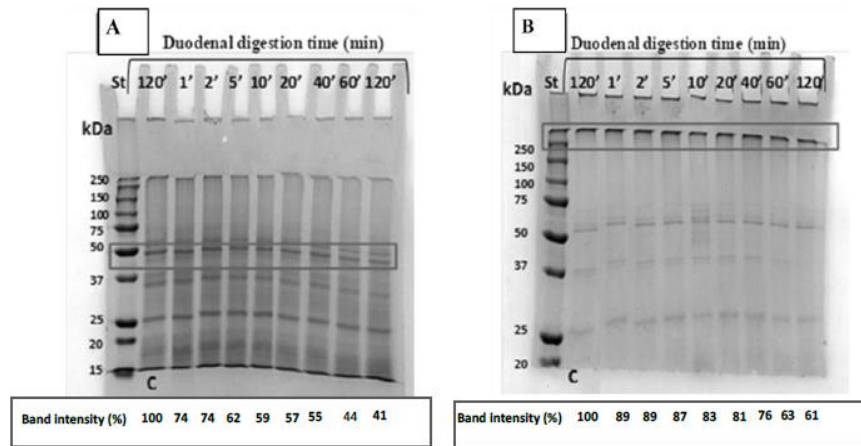 A
Duodenal digestion time (min)
St 120′ 1′ 2′ 5′ 10′ 20′ 40′ 60′ 120′
kDa
250
150
100
75
50
37
25
20
15
C
Band intensity (%) 100 74 74 62 59 57 55 44 41
B
Duodenal digestion time (min)
St 120′ 1′ 2′ 5′ 10′ 20′ 40′ 60′ 120′
kDa
250
150
100
75
50
37
25
20
C
Band intensity (%) 100 89 89 87 83 81 76 63 61